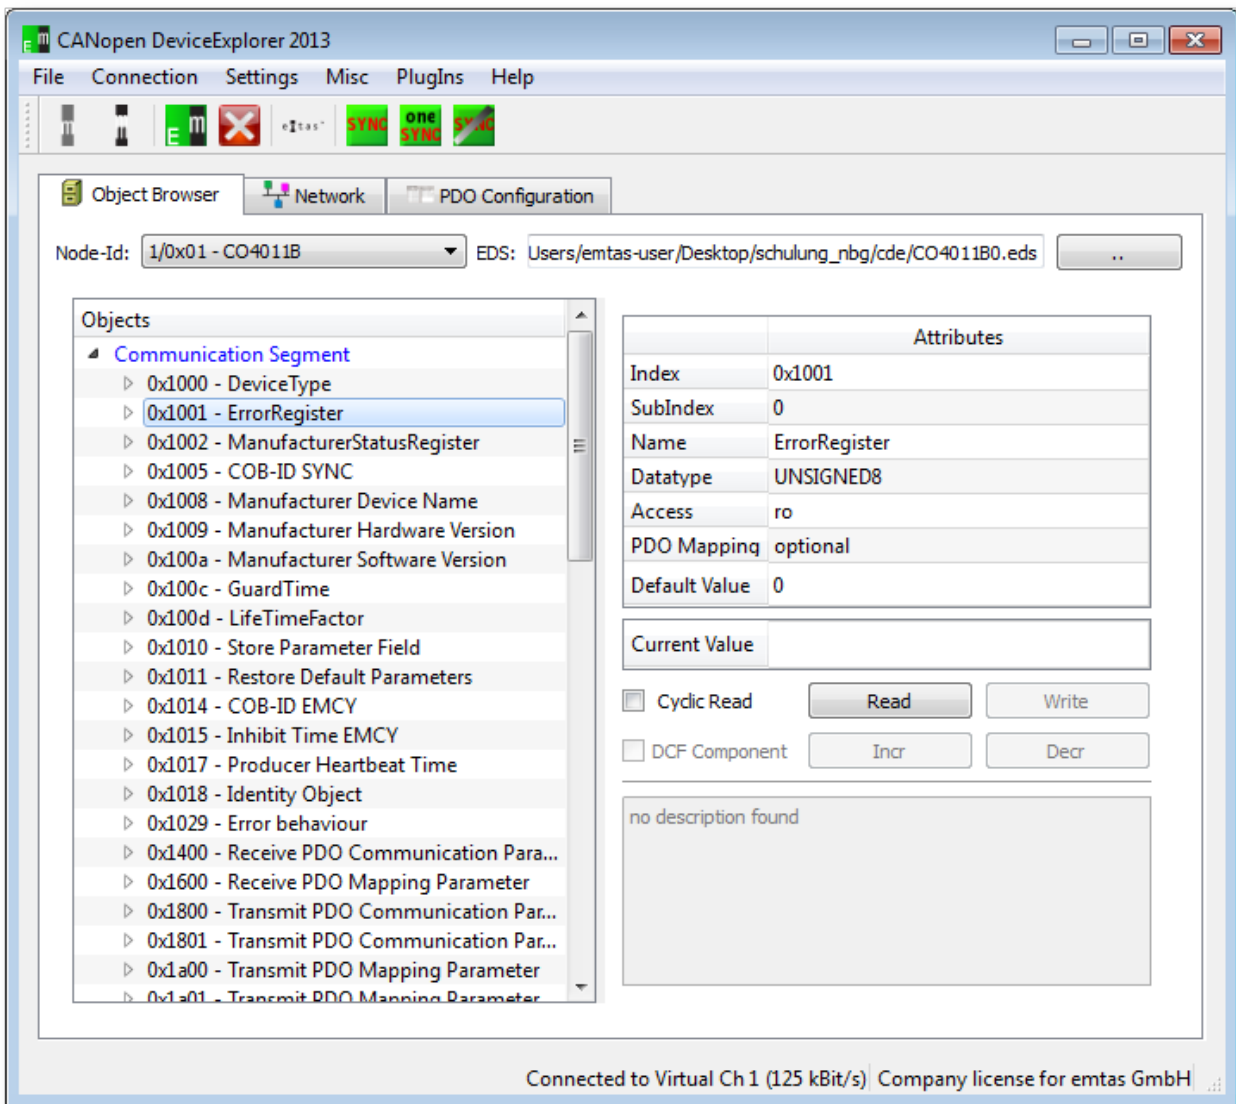 CANopen DeviceExplorer 2013
File Connection Settings Misc PlugIns Help
E m SYNC one SYNC SYNC
Object Browser Network PDO Configuration
Node-Id: 1/0x01 - CO4011B EDS: Users/emtas-user/Desktop/schulung_nbg/cde/CO4011B0.eds ..
Objects
Communication Segment
0x1000 - DeviceType
0x1001 - ErrorRegister
0x1002 - ManufacturerStatusRegister
0x1005 - COB-ID SYNC
0x1008 - Manufacturer Device Name
0x1009 - Manufacturer Hardware Version
0x100a - Manufacturer Software Version
0x100c - GuardTime
0x100d - LifeTimeFactor
0x1010 - Store Parameter Field
0x1011 - Restore Default Parameters
0x1014 - COB-ID EMCY
0x1015 - Inhibit Time EMCY
0x1017 - Producer Heartbeat Time
0x1018 - Identity Object
0x1029 - Error behaviour
0x1400 - Receive PDO Communication Para...
0x1600 - Receive PDO Mapping Parameter
0x1800 - Transmit PDO Communication Par...
0x1801 - Transmit PDO Communication Par...
0x1a00 - Transmit PDO Mapping Parameter
0x1a01 - Transmit PDO Mapping Parameter
Attributes
Index 0x1001
SubIndex 0
Name ErrorRegister
Datatype UNSIGNED8
Access ro
PDO Mapping optional
Default Value 0
Current Value
Cyclic Read Read Write
DCF Component Incr Decr
no description found
Connected to Virtual Ch 1 (125 kBit/s) Company license for emtas GmbH